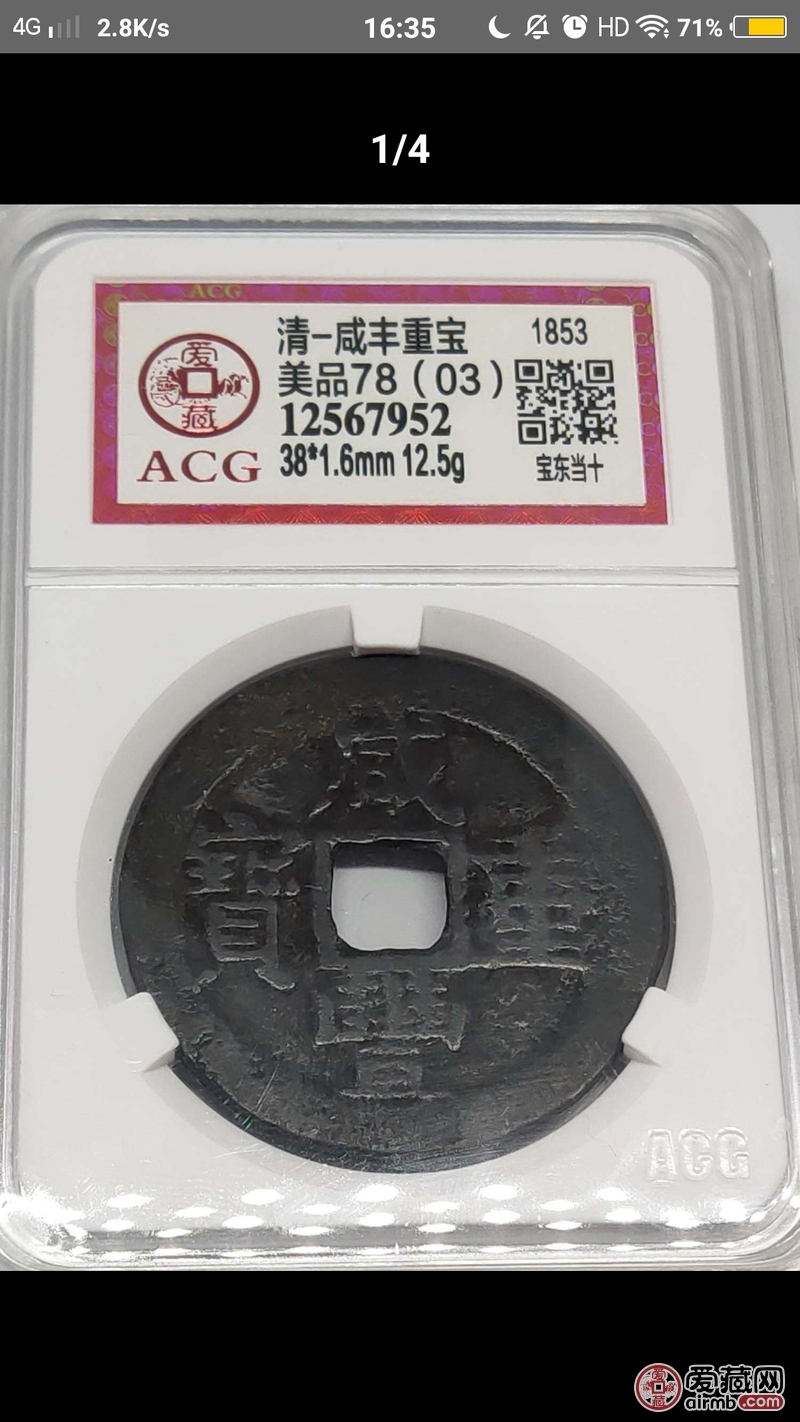 4G 2.8K/s 16:35 HD 71%
1/4
ACG
清-咸丰重宝 1853
美品78（03）
12567952
38*1.6mm 12.5g
宝东当十
爱
藏
ACG
咸
寶 重
豐
ACG
爱藏网
airmb.com